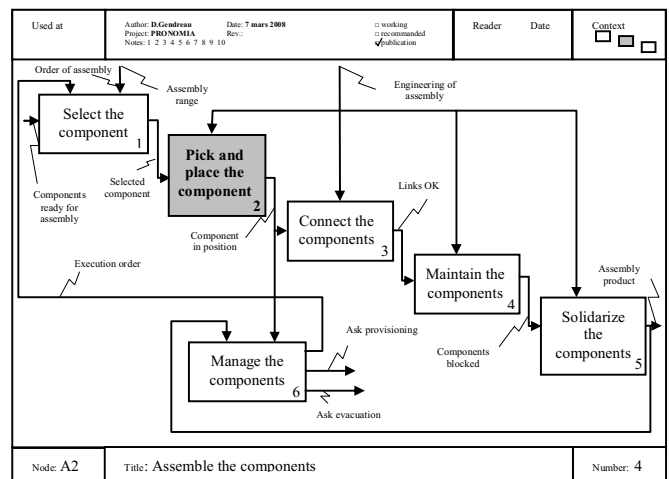 Used at
Author: D.Gendreau Date: 7 mars 2008
Project: PRONOMIA Rev.:
Notes: 1 2 3 4 5 6 7 8 9 10
working
recommanded
publication
Reader Date
Context
Order of assembly
Assembly
range
Engineering of
assembly
Select the
component
1
Pick and
place the
component
2
Components
ready for
assembly
Selected
component
Links OK
Connect the
components
3
Component
in position
Execution order
Maintain the
components
4
Assembly
product
Solidarize
the
components
5
Ask provisioning
Components
blocked
Manage the
components
6
Ask evacuation
Node: A2
Title: Assemble the components
Number: 4